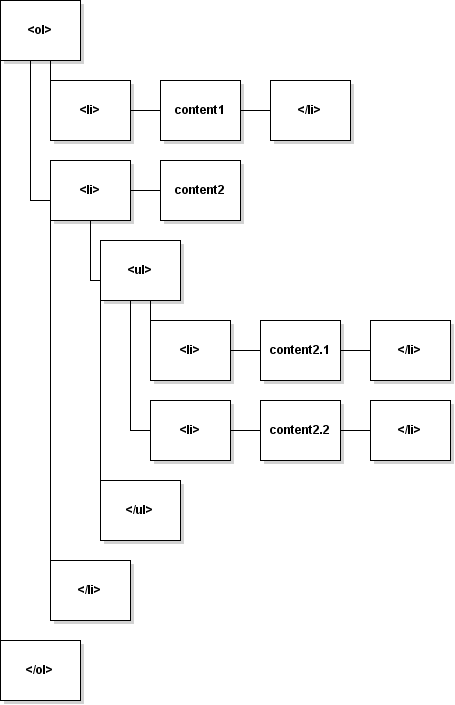 <ol>
<li> content1 </li>
<li> content2
<ul>
<li> content2.1 </li>
<li> content2.2 </li>
</ul>
</li>
</ol>